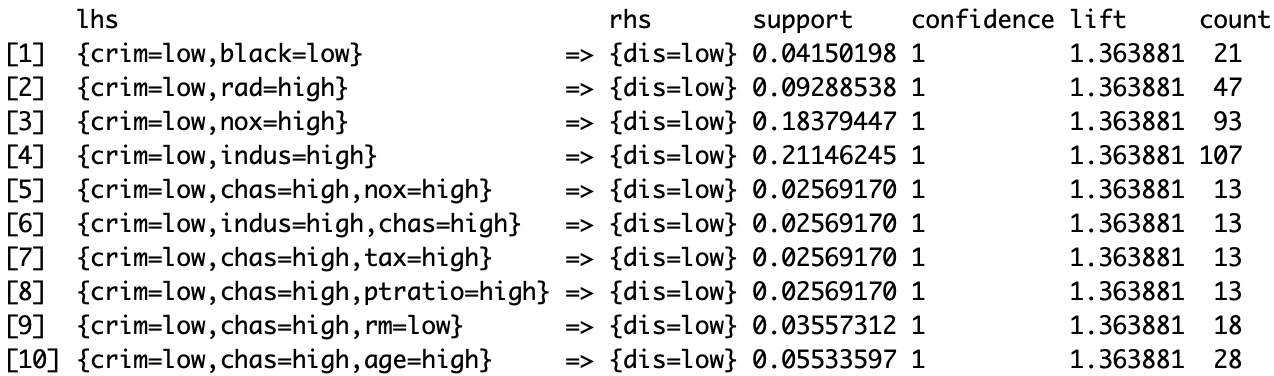 lhs                                 rhs       support    confidence lift     count
[1]  {crim=low,black=low}             => {dis=low} 0.04150198 1          1.363881  21
[2]  {crim=low,rad=high}              => {dis=low} 0.09288538 1          1.363881  47
[3]  {crim=low,nox=high}              => {dis=low} 0.18379447 1          1.363881  93
[4]  {crim=low,indus=high}            => {dis=low} 0.21146245 1          1.363881 107
[5]  {crim=low,chas=high,nox=high}    => {dis=low} 0.02569170 1          1.363881  13
[6]  {crim=low,indus=high,chas=high}  => {dis=low} 0.02569170 1          1.363881  13
[7]  {crim=low,chas=high,tax=high}    => {dis=low} 0.02569170 1          1.363881  13
[8]  {crim=low,chas=high,ptratio=high} => {dis=low} 0.02569170 1          1.363881  13
[9]  {crim=low,chas=high,rm=low}      => {dis=low} 0.03557312 1          1.363881  18
[10] {crim=low,chas=high,age=high}    => {dis=low} 0.05533597 1          1.363881  28